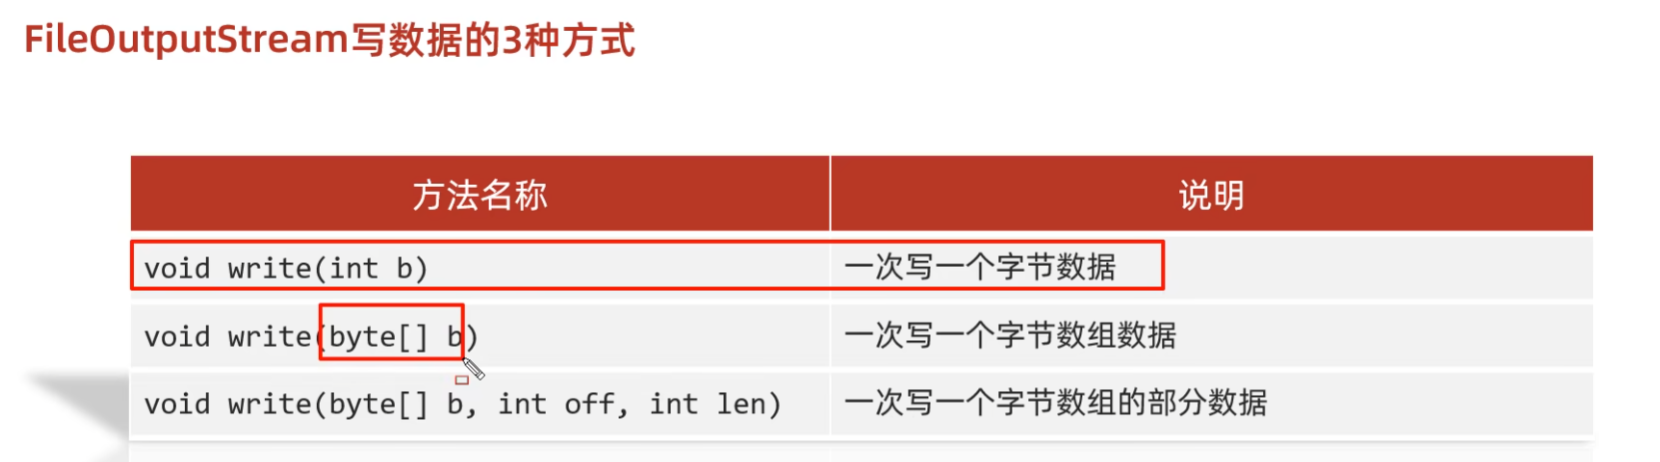 FileOutputStream写数据的3种方式
方法名称 说明
void write(int b) 一次写一个字节数据
void write(byte[] b) 一次写一个字节数组数据
void write(byte[] b, int off, int len) 一次写一个字节数组的部分数据